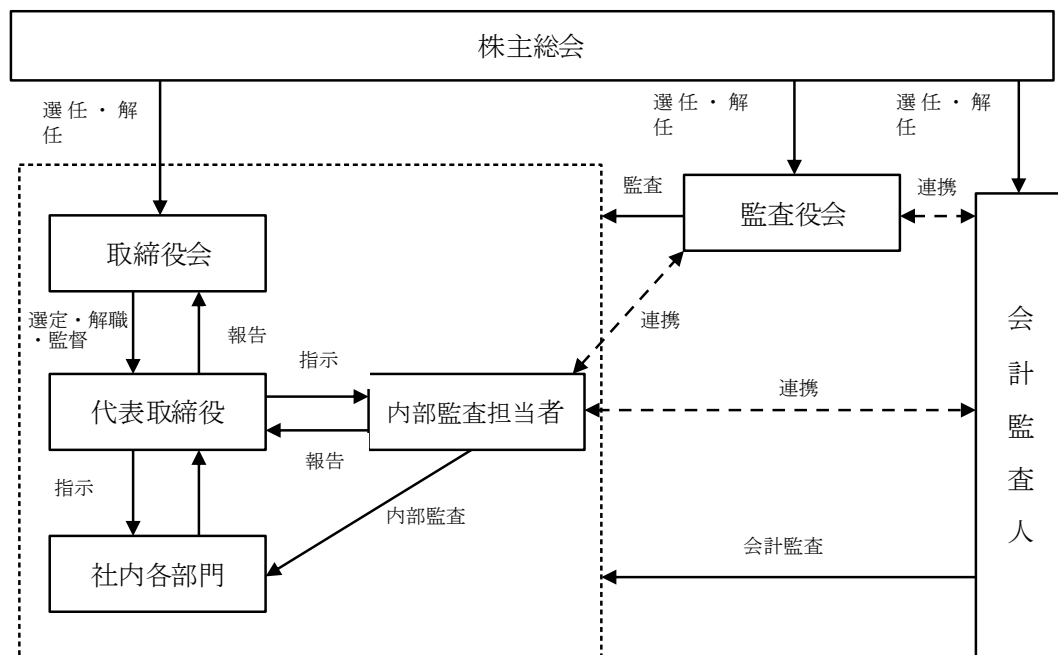 株主総会
選任・解
任
選任・解
任
選任・解
任
監査
監査役会
連携
取締役会
選定・解職
・監督
報告
連携
会計監査人
指示
代表取締役
内部監査担当者
連携
報告
指示
内部監査
社内各部門
会計監査